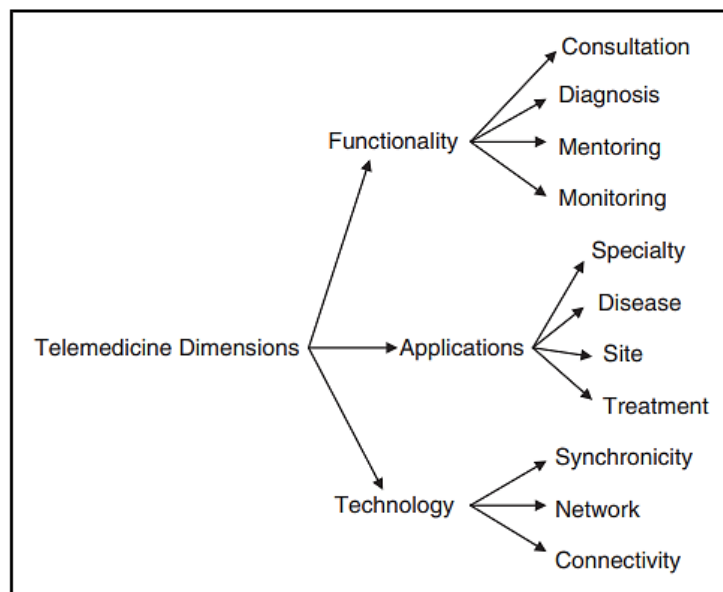 Telemedicine Dimensions
Functionality
Consultation
Diagnosis
Mentoring
Monitoring
Applications
Specialty
Disease
Site
Treatment
Technology
Synchronicity
Network
Connectivity